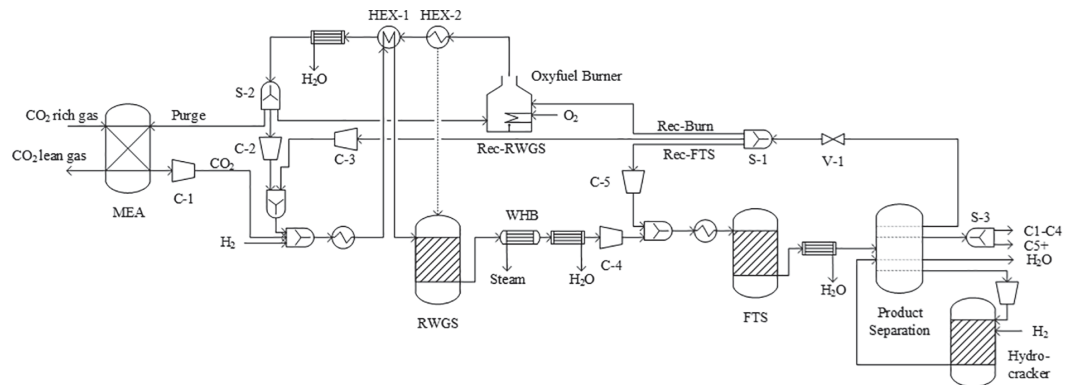 HEX-1 HEX-2
H₂O
S-2
Oxyfuel Burner
CO₂ rich gas
Purge
O₂
Rec-Burn
CO₂ lean gas
C-2
C-3
Rec-RWGS
Rec-FTS
S-1
V-1
CO₂
C-1
C-5
MEA
WHB
S-3
C1-C4
C5+
H₂
H₂O
C-4
Steam
H₂O
H₂O
RWGS
FTS
Product
Separation
H₂
Hydro-
cracker